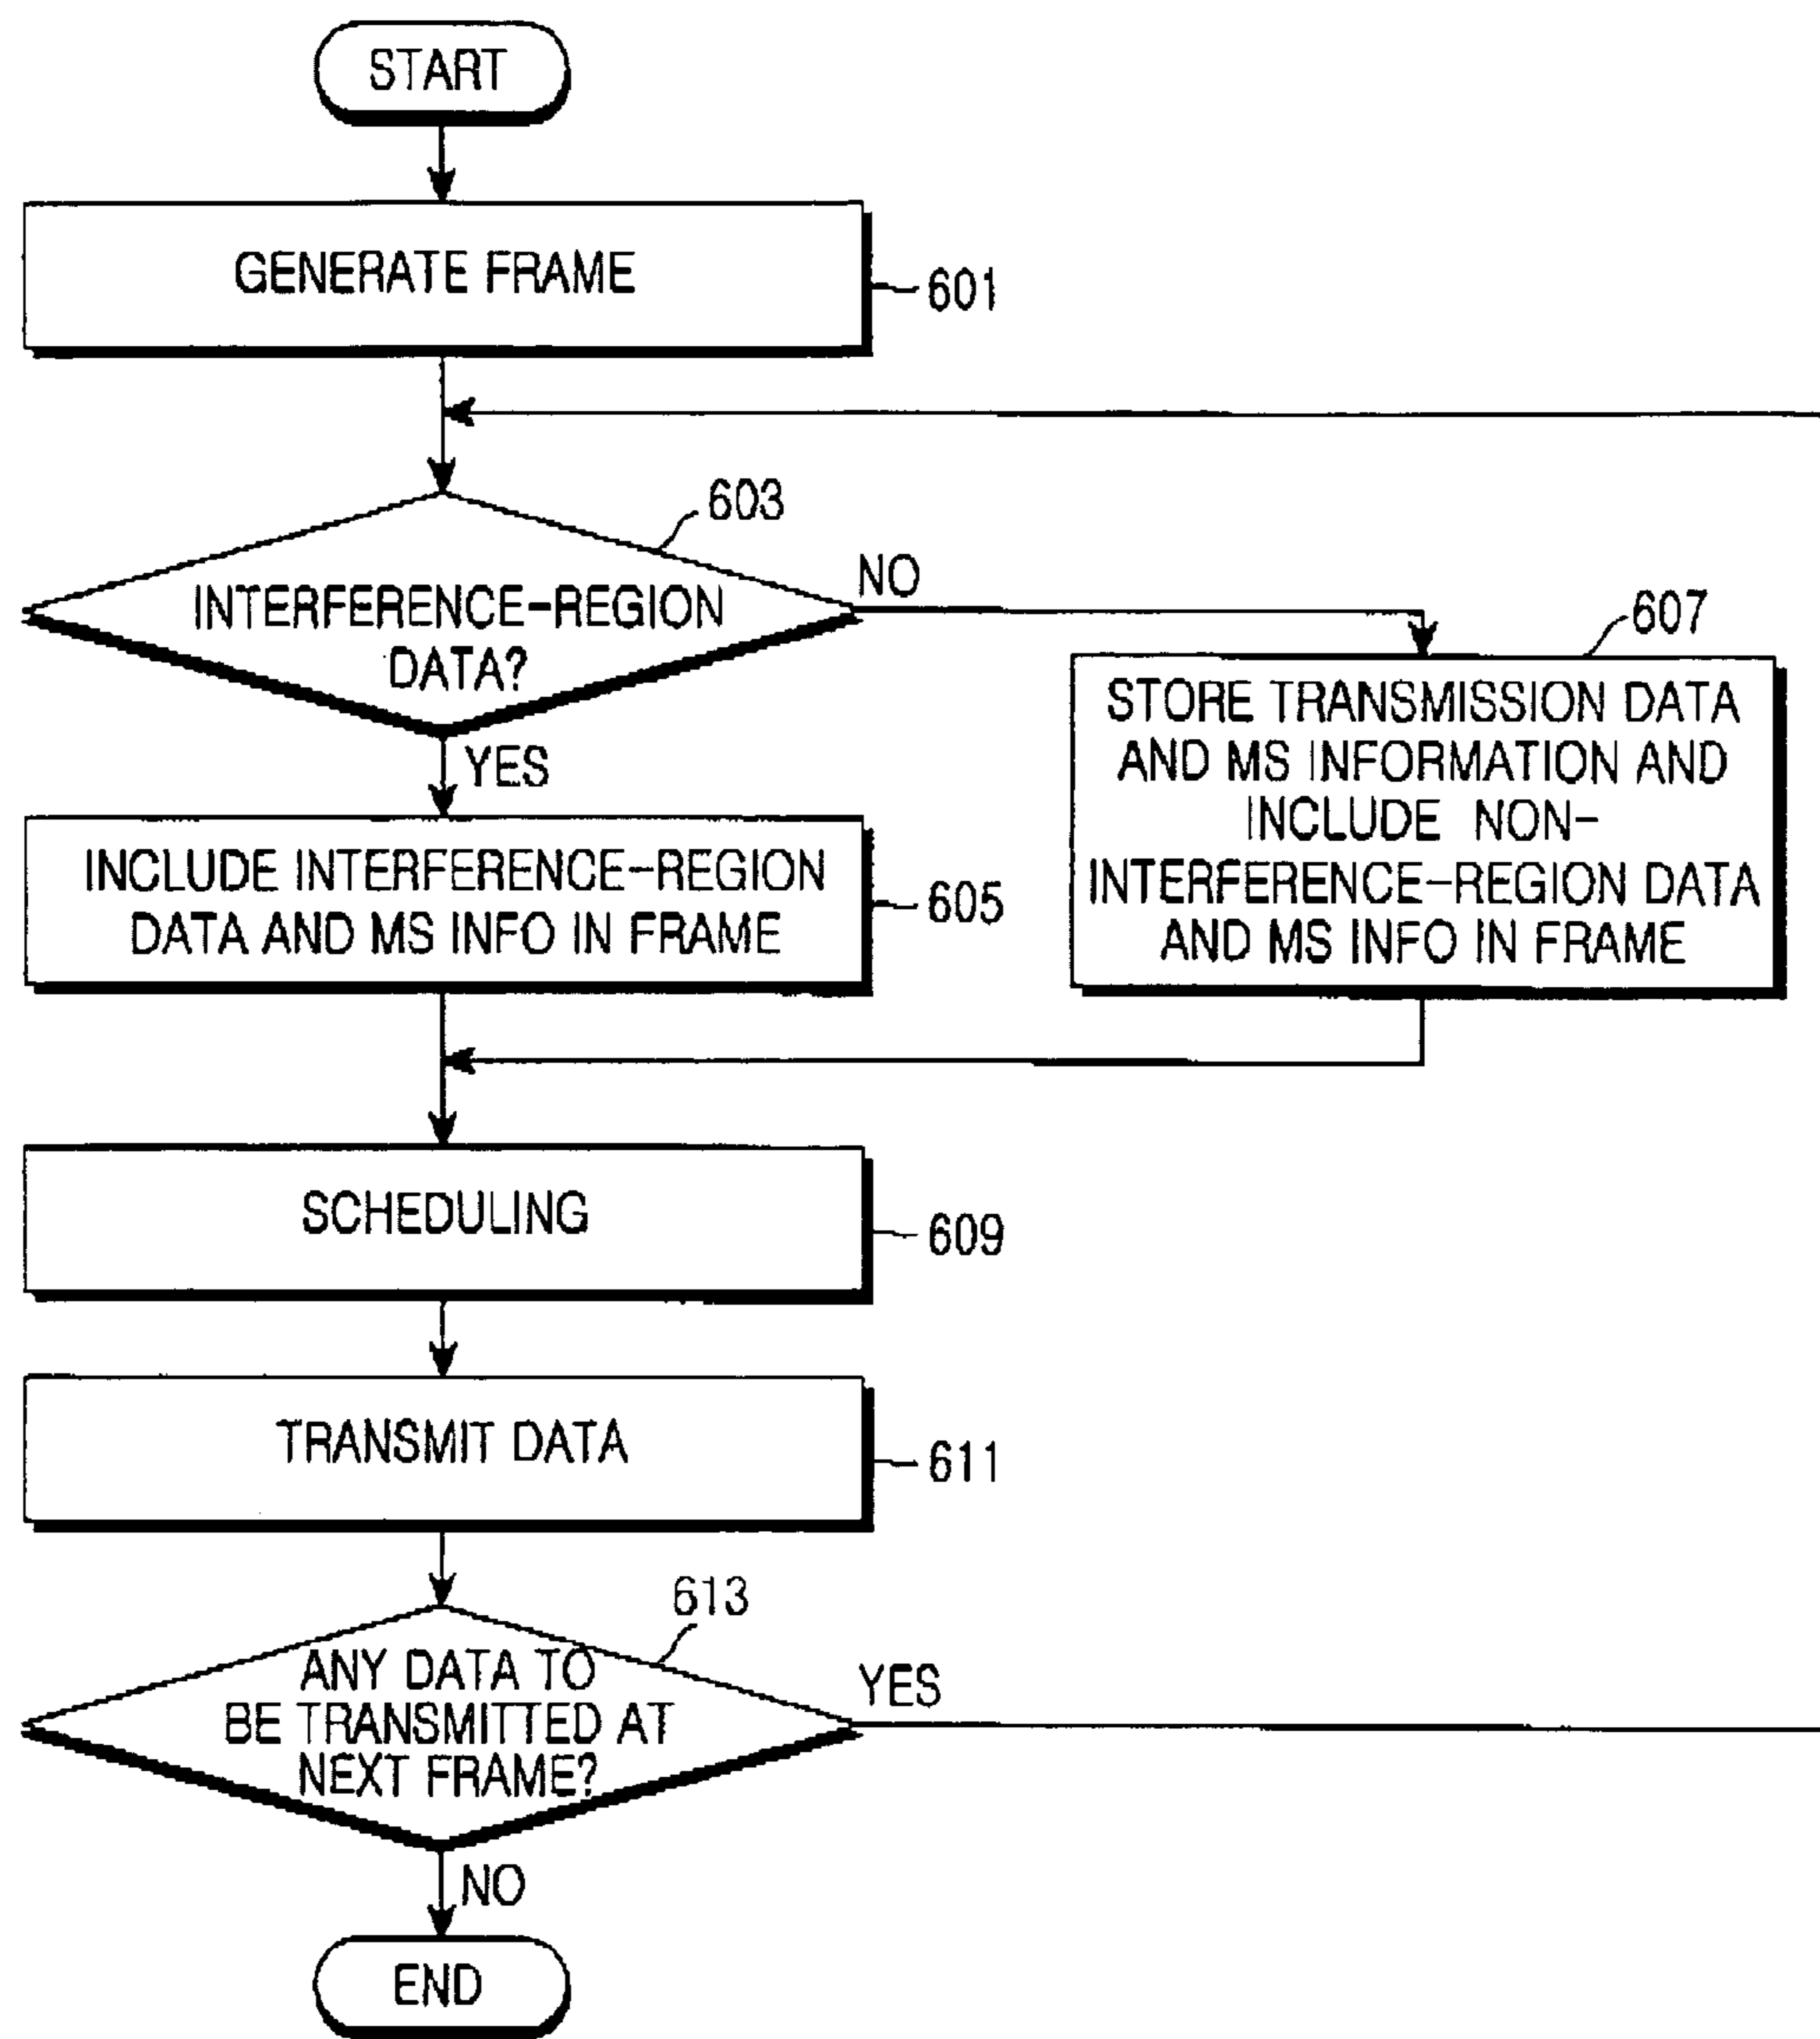 START
GENERATE FRAME
601
603
INTERFERENCE-REGION
DATA?
NO
YES
607
STORE TRANSMISSION DATA
AND MS INFORMATION AND
INCLUDE NON-
INTERFERENCE-REGION DATA
AND MS INFO IN FRAME
INCLUDE INTERFERENCE-REGION
DATA AND MS INFO IN FRAME
605
SCHEDULING
609
TRANSMIT DATA
611
613
ANY DATA TO
BE TRANSMITTED AT
NEXT FRAME?
YES
NO
END